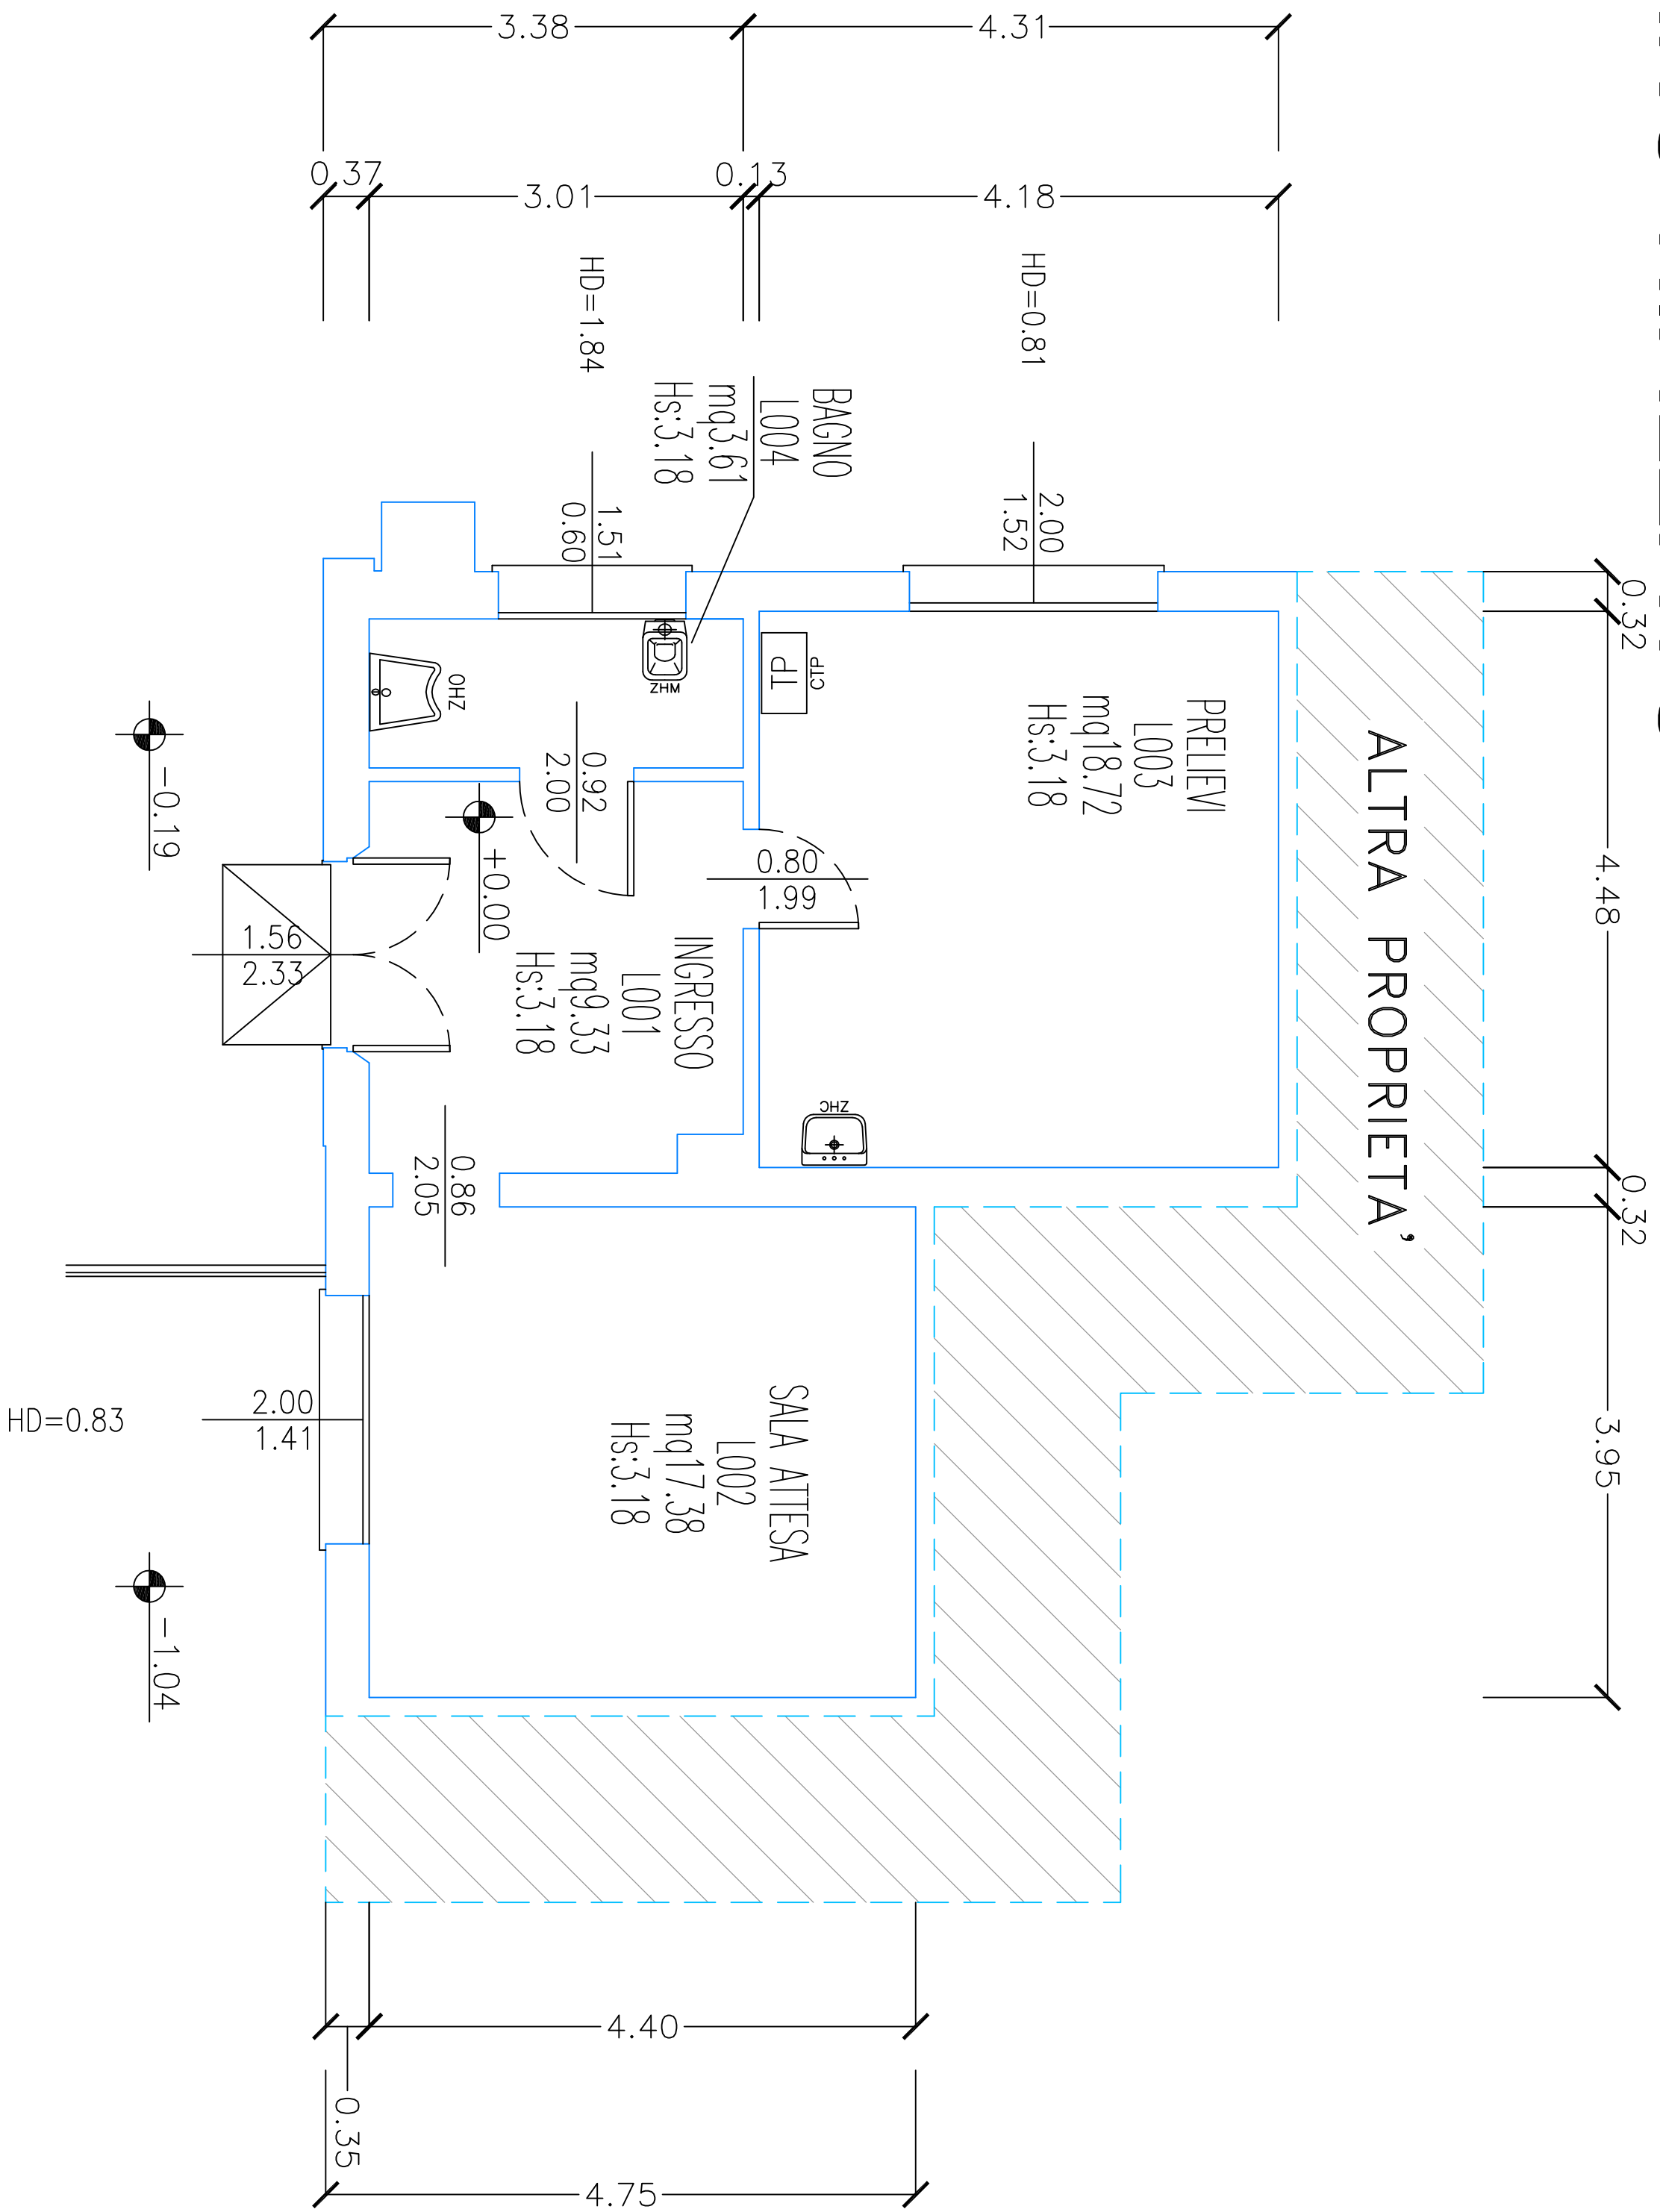 3.38
4.31
0.37
3.01
0.13
4.18
HD=1.84
HD=0.81
BAGNO
L004
mq3.61
Hs:3.18
1.51
0.60
2.00
1.52
0.32
4.48
0.32
3.95
ALTRA PROPRIETA'
PRELIEVI
L003
mq18.72
Hs:3.18
TP
CTP
ZHM
OHZ
ZHC
0.92
2.00
0.80
1.99
-0.19
+0.00
1.56
2.33
INGRESSO
L001
mq9.33
Hs:3.18
0.86
2.05
SALA ATTESA
L002
mq17.38
Hs:3.18
HD=0.83
2.00
1.41
-1.04
4.40
0.35
4.75